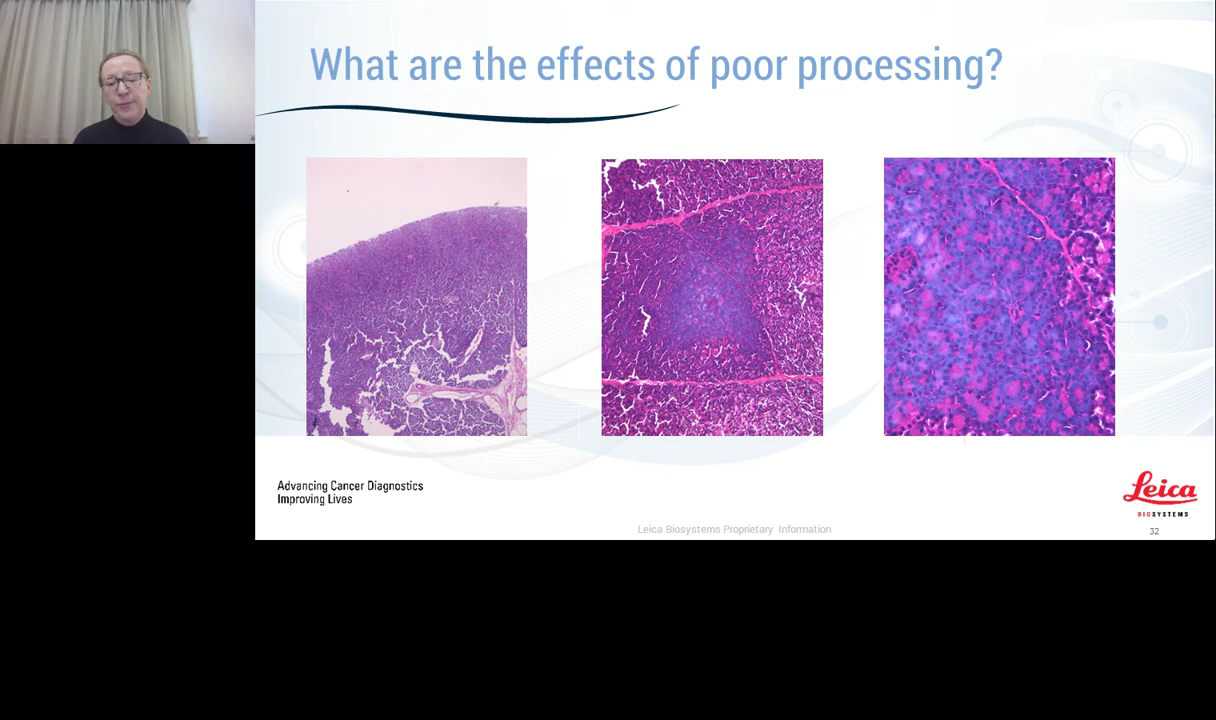 What are the effects of poor processing?
Advancing Cancer Diagnostics
Improving Lives
Leica
BIOSYSTEMS
Leica Biosystems Proprietary Information
32